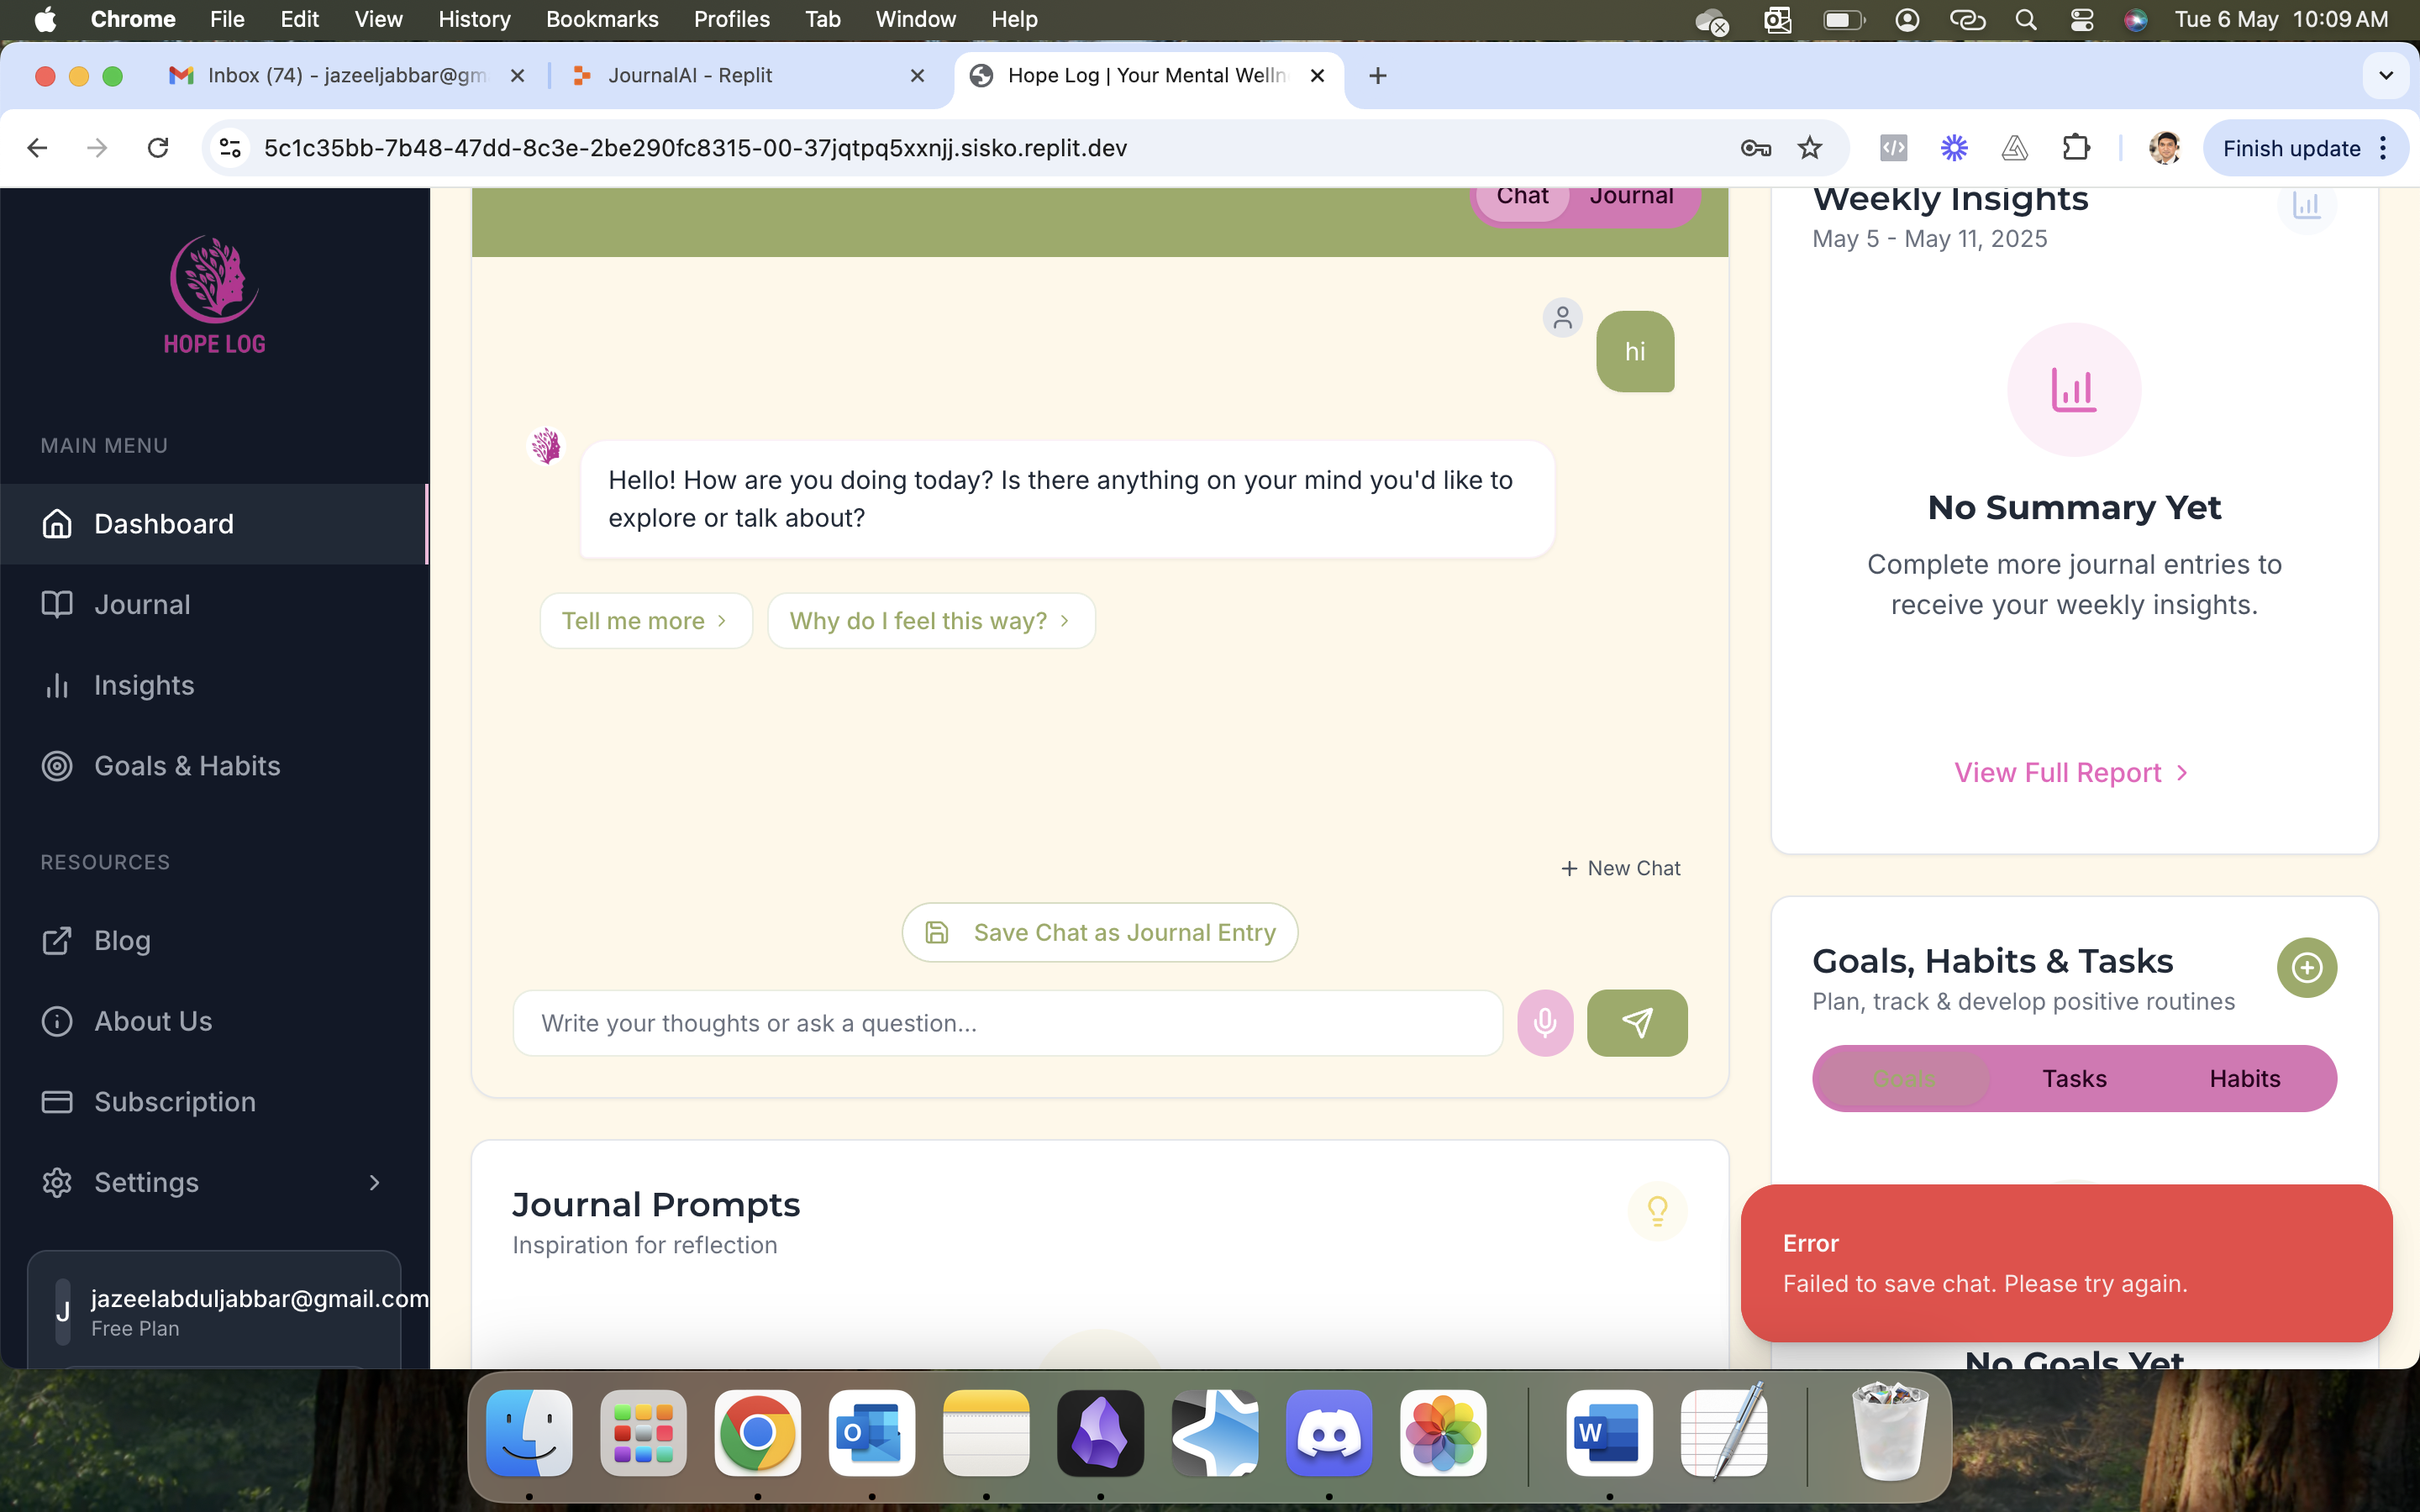 Chrome File Edit View History Bookmarks Profiles Tab Window Help Tue 6 May 10:09 AM
Inbox (74) - jazeeljabbar@gm
JournalAI - Replit
Hope Log | Your Mental Welln
5c1c35bb-7b48-47dd-8c3e-2be290fc8315-00-37jqtpq5xxnjj.sisko.replit.dev
Finish update
HOPE LOG
MAIN MENU
Dashboard
Journal
Insights
Goals & Habits
RESOURCES
Blog
About Us
Subscription
Settings
J
jazeelabduljabbar@gmail.com
Free Plan
Chat
Journal
hi
Hello! How are you doing today? Is there anything on your mind you'd like to
explore or talk about?
Tell me more
Why do I feel this way?
+ New Chat
Save Chat as Journal Entry
Write your thoughts or ask a question...
Journal Prompts
Inspiration for reflection
Weekly Insights
May 5 - May 11, 2025
No Summary Yet
Complete more journal entries to
receive your weekly insights.
View Full Report
Goals, Habits & Tasks
Plan, track & develop positive routines
Goals
Tasks
Habits
Error
Failed to save chat. Please try again.
No Goals Yet
O
W